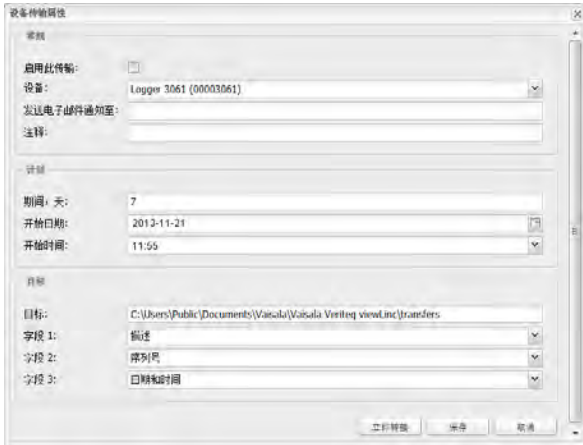 设备传输属性
常规
启用此传输:
设备: Logger 3061 (00003061)
发送电子邮件通知至:
注释:
计划
期间，天: 7
开始日期: 2013-11-21
开始时间: 11:55
目标
目标: C:\Users\Public\Documents\Vaisala\Vaisala Veriteq viewLinc\transfers
字段 1: 描述
字段 2: 序列号
字段 3: 日期和时间
立即转换 保存 取消